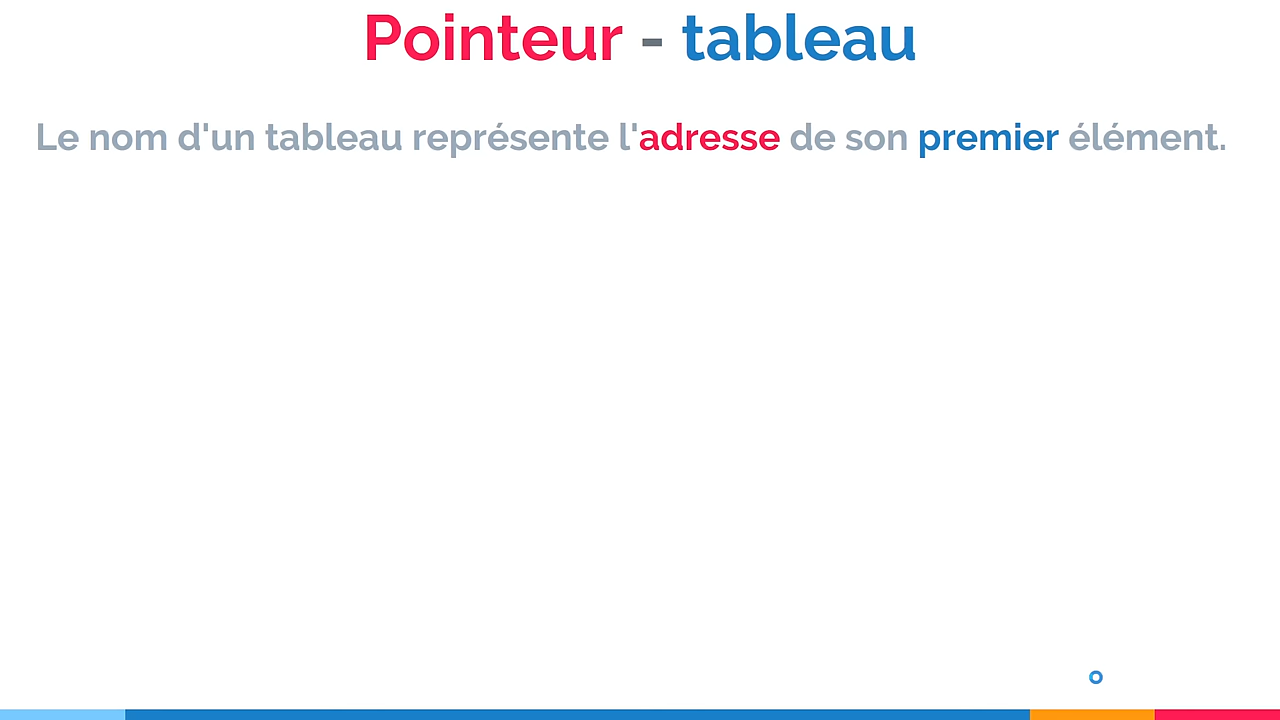 Pointeur - tableau
Le nom d'un tableau représente l'adresse de son premier élément.